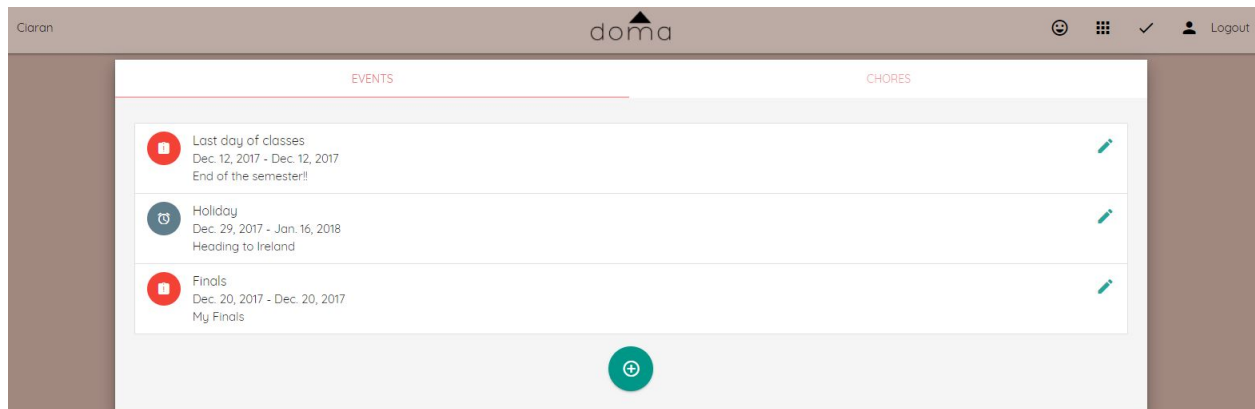 Ciaran
doma
Logout
EVENTS
CHORES
Last day of classes
Dec. 12, 2017 - Dec. 12, 2017
End of the semester!!
Holiday
Dec. 29, 2017 - Jan. 16, 2018
Heading to Ireland
Finals
Dec. 20, 2017 - Dec. 20, 2017
My Finals